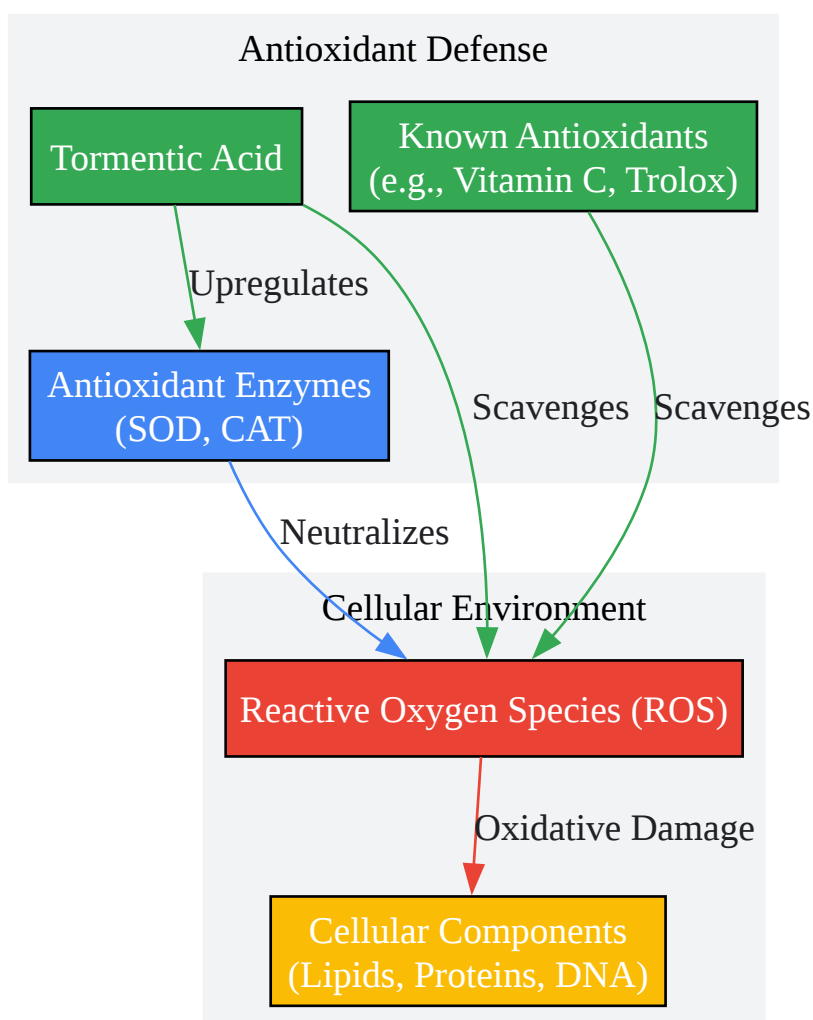 Antioxidant Defense
Tormentic Acid
Known Antioxidants
(e.g., Vitamin C, Trolox)
Upregulates
Antioxidant Enzymes
(SOD, CAT)
Scavenges
Scavenges
Neutralizes
Cellular Environment
Reactive Oxygen Species (ROS)
Oxidative Damage
Cellular Components
(Lipids, Proteins, DNA)